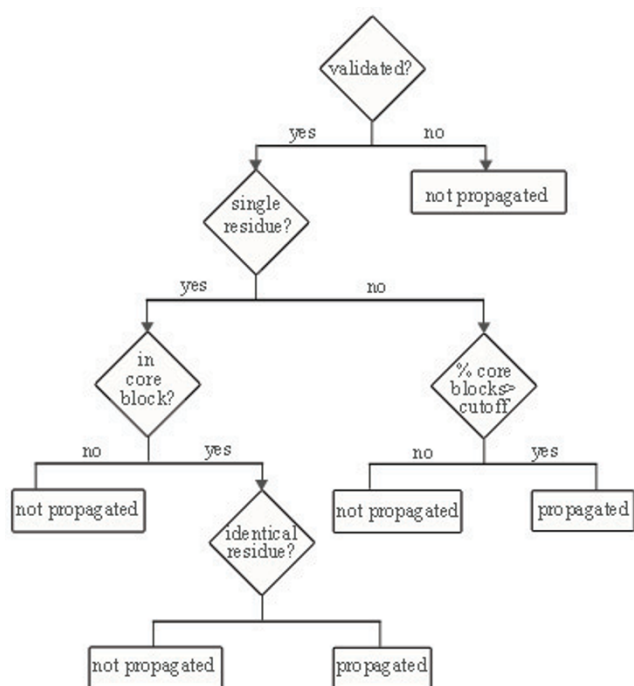 validated?
yes
no
single
residue?
not propagated
yes
no
in
core
block?
% core
blocks>
cutoff
no
yes
no
yes
not propagated
not propagated
propagated
identical
residue?
not propagated
propagated